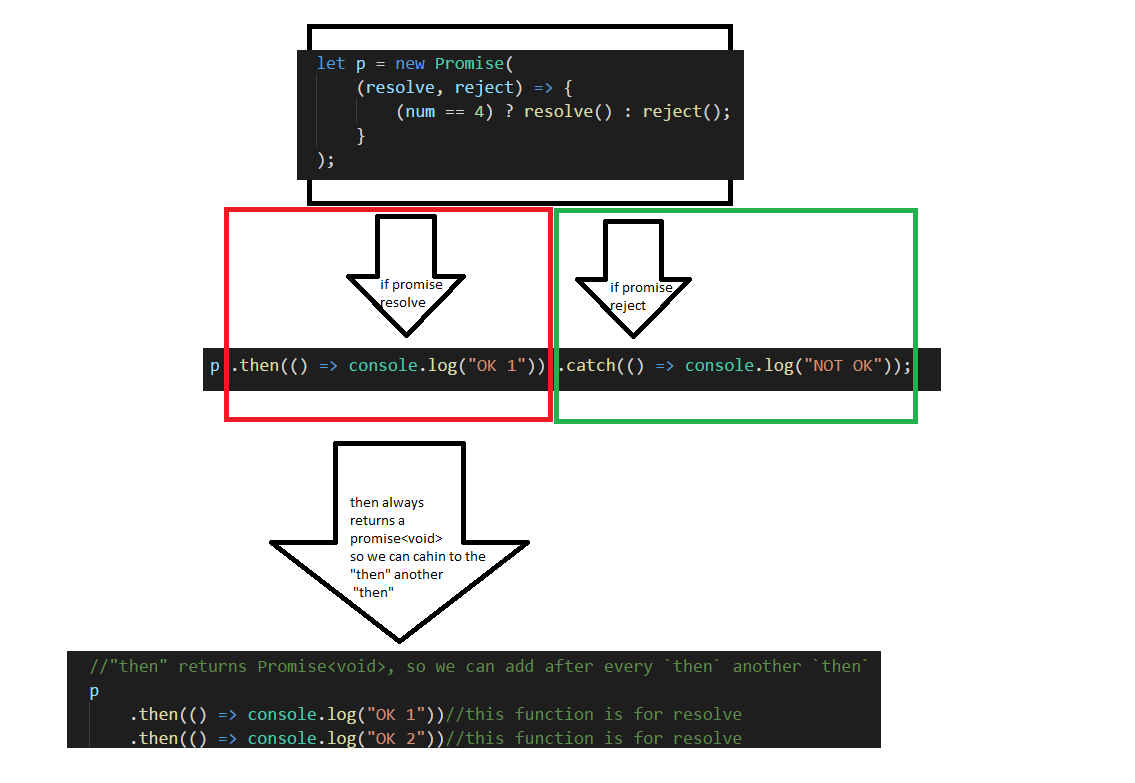 let p = new Promise(
(resolve, reject) => {
(num == 4) ? resolve() : reject();
}
);
if promise
resolve
if promise
reject
p .then(() => console.log("OK 1")) .catch(() => console.log("NOT OK"));
then always
returns a
promise<void>
so we can cahin to the
"then" another
"then"
//"then" returns Promise<void>, so we can add after every `then` another `then`
p
.then(() => console.log("OK 1"))//this function is for resolve
.then(() => console.log("OK 2"))//this function is for resolve